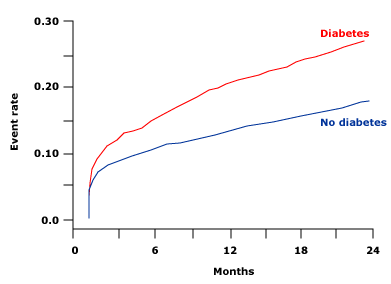 0.30
Diabetes
0.20
Event rate
No diabetes
0.10
0.0
0 6 12 18 24
Months